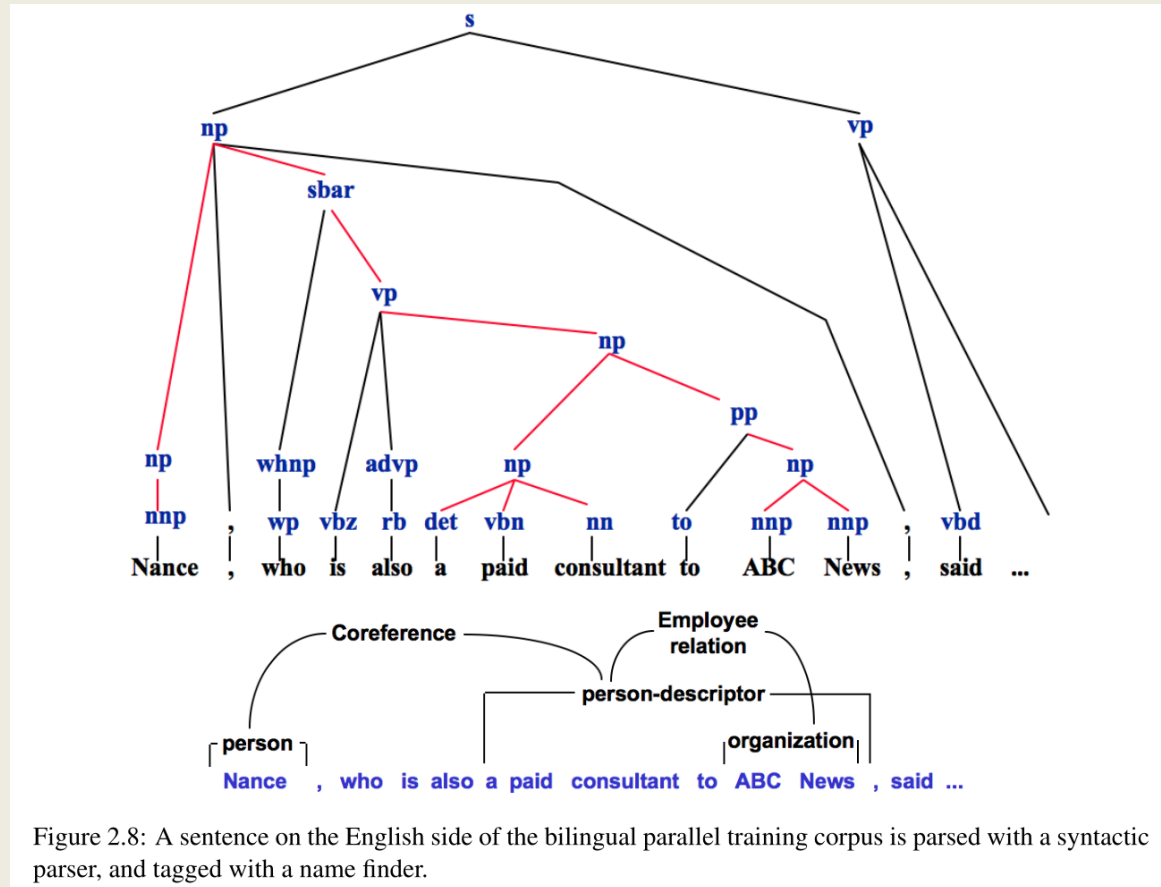 s
np vp
sbar
vp
np
pp
np whnp advp np np
nnp , wp vbz rb det vbn nn to nnp nnp , vbd
Nance , who is also a paid consultant to ABC News , said ...
Employee
Coreference
relation
person-descriptor
person organization
Nance , who is also a paid consultant to ABC News , said ...
Figure 2.8: A sentence on the English side of the bilingual parallel training corpus is parsed with a syntactic
parser, and tagged with a name finder.